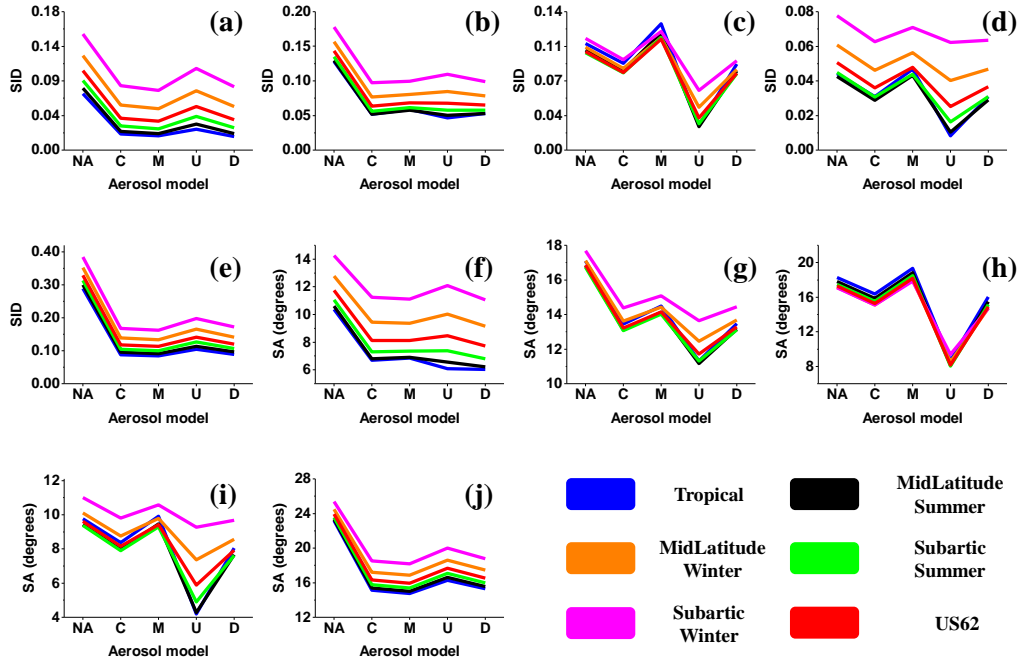 (a)
SID
0.18
0.14
0.09
0.04
0.00
NA C M U D
Aerosol model
(b)
SID
0.20
0.15
0.10
0.05
0.00
NA C M U D
Aerosol model
(c)
SID
0.14
0.11
0.07
0.04
0.00
NA C M U D
Aerosol model
(d)
SID
0.08
0.06
0.04
0.02
0.00
NA C M U D
Aerosol model
(e)
SID
0.40
0.30
0.20
0.10
0.00
NA C M U D
Aerosol model
(f)
SA (degrees)
14
12
10
8
6
NA C M U D
Aerosol model
(g)
SA (degrees)
18
16
14
12
10
NA C M U D
Aerosol model
(h)
SA (degrees)
20
16
12
8
NA C M U D
Aerosol model
(i)
SA (degrees)
12
10
8
6
4
NA C M U D
Aerosol model
(j)
SA (degrees)
28
24
20
16
12
NA C M U D
Aerosol model
Tropical
MidLatitude
Summer
MidLatitude
Winter
Subartic
Summer
Subartic
Winter
US62